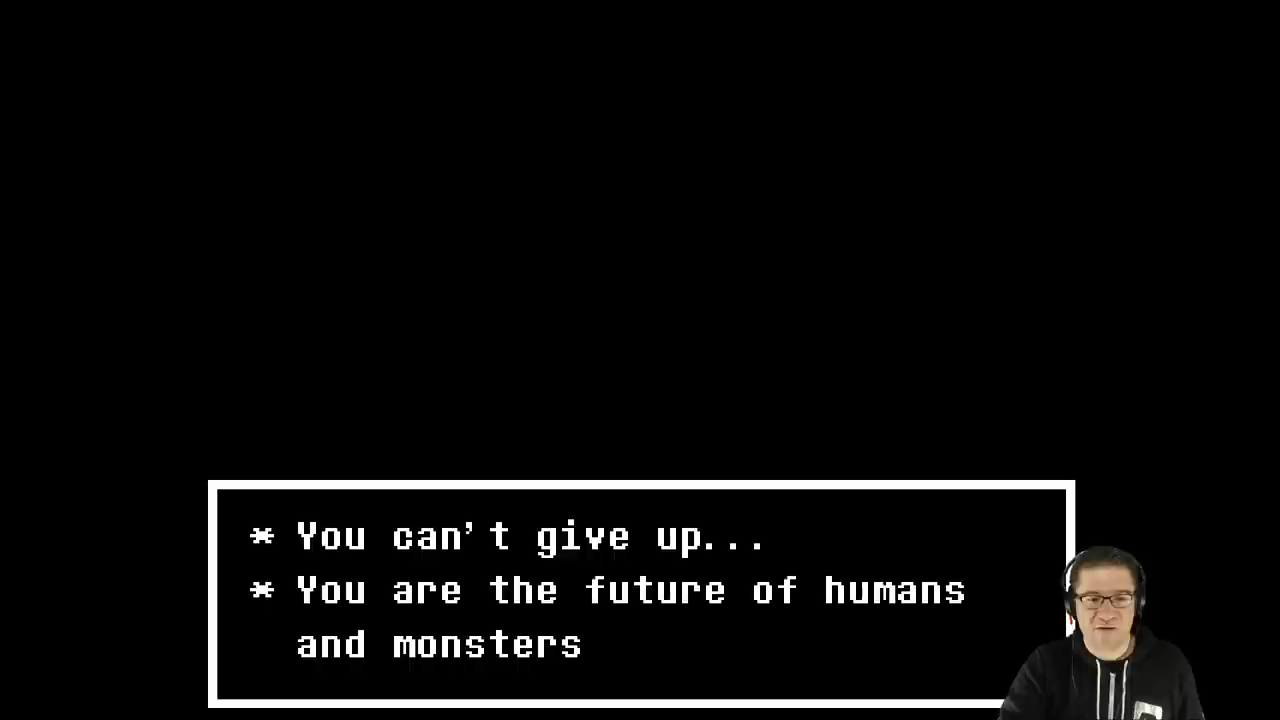 * You can't give up...
* You are the future of humans
and monsters